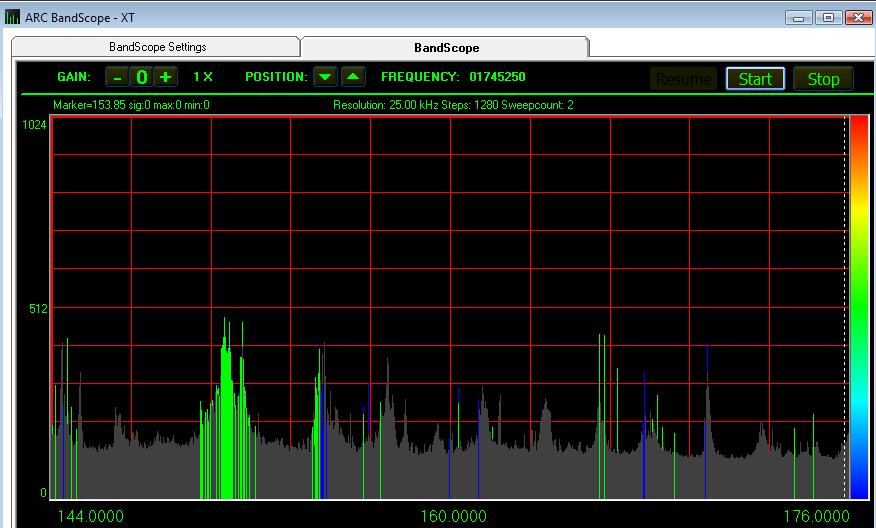 ARC BandScope - XT
BandScope Settings
BandScope
GAIN: - 0 + 1 X POSITION: FREQUENCY: 01745250 Resume Start Stop
Marker=153.85 sig:0 max:0 min:0 Resolution: 25.00 kHz Steps: 1280 Sweepcount: 2
1024
512
0
144.0000 160.0000 176.0000